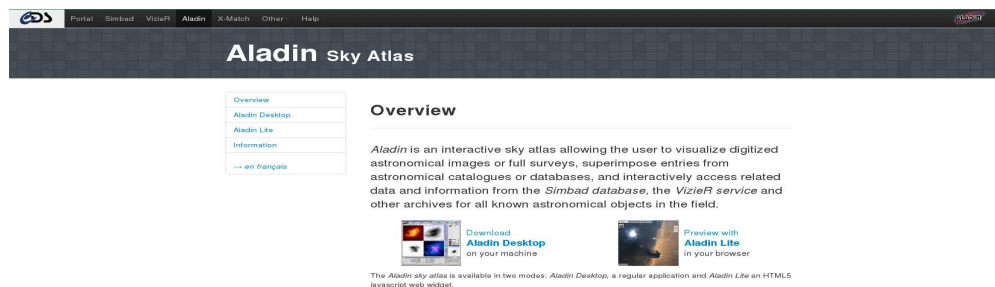 CDS Portal Simbad VizieR Aladin X-Match Other Help ALADIN
Aladin Sky Atlas
Overview
Aladin Desktop
Aladin Lite
Information
→ en français
Overview
Aladin is an interactive sky atlas allowing the user to visualize digitized
astronomical images or full surveys, superimpose entries from
astronomical catalogues or databases, and interactively access related
data and information from the Simbad database, the VizieR service and
other archives for all known astronomical objects in the field.
Download
Aladin Desktop
on your machine
Preview with
Aladin Lite
in your browser
The Aladin sky atlas is available in two modes: Aladin Desktop, a regular application and Aladin Lite an HTML5
javascript web widget.